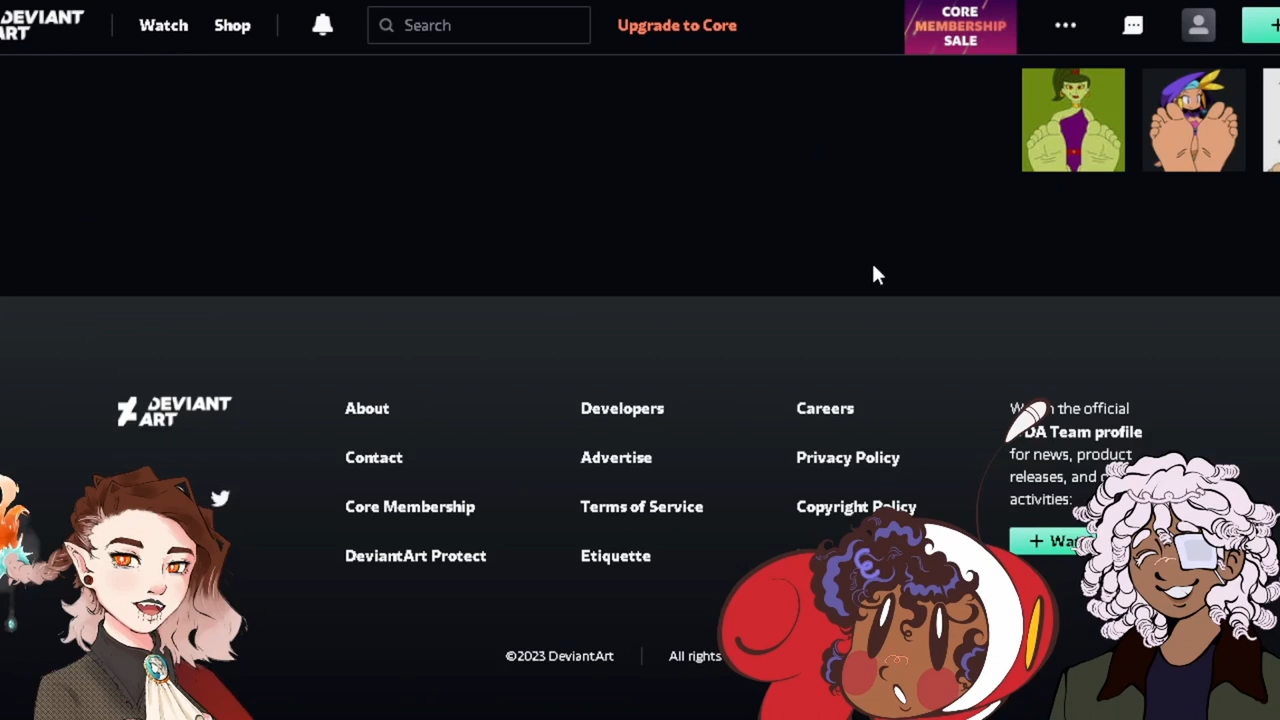 DEVIANT
ART
Watch
Shop
Search
Upgrade to Core
CORE
MEMBERSHIP
SALE
DEVIANT
ART
About
Contact
Core Membership
DeviantArt Protect
Developers
Advertise
Terms of Service
Etiquette
Careers
Privacy Policy
Copyright Policy
the official
DA Team profile
for news, product
releases, and
activities:
©2023 DeviantArt
All rights